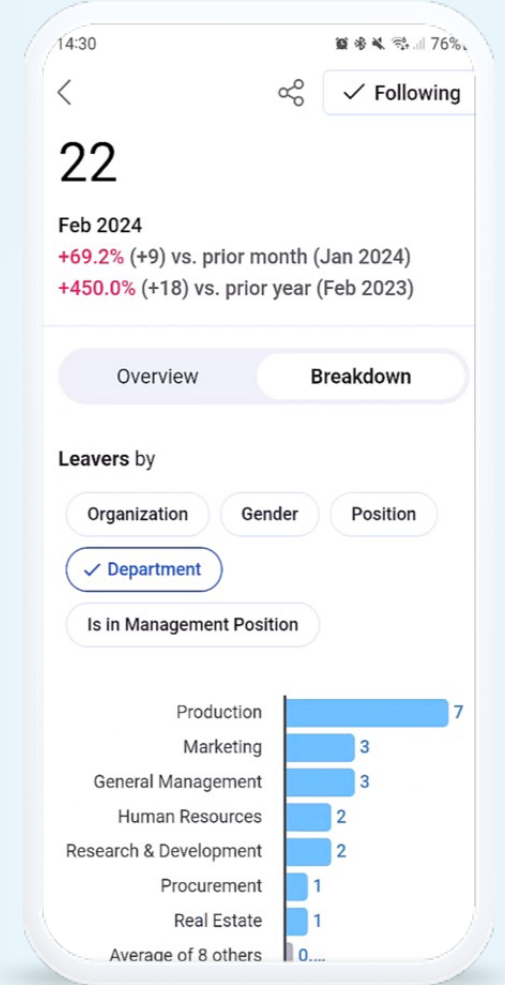 14:30
76%
Following
22
Feb 2024
+69.2% (+9) vs. prior month (Jan 2024)
+450.0% (+18) vs. prior year (Feb 2023)
Overview Breakdown
Leavers by
Organization Gender Position
Department
Is in Management Position
Production 7
Marketing 3
General Management 3
Human Resources 2
Research & Development 2
Procurement 1
Real Estate 1
Average of 8 others 0....